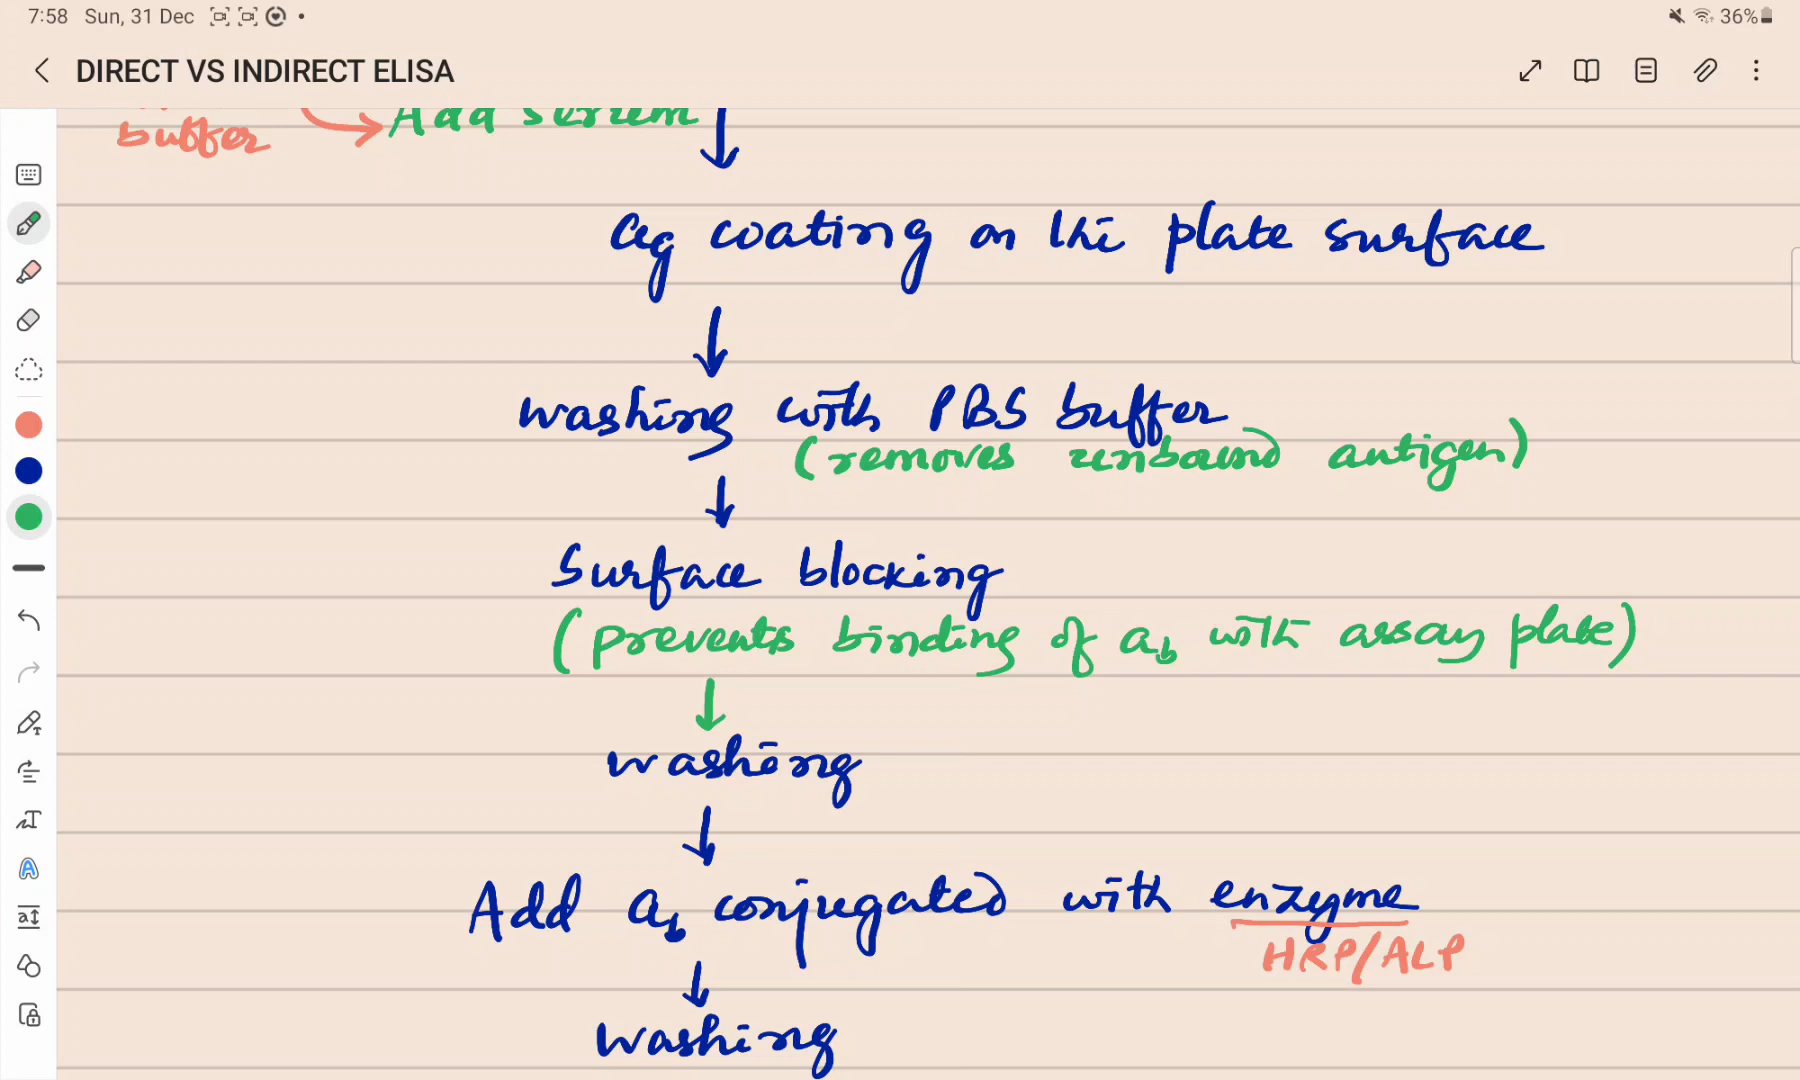 7:58 Sun, 31 Dec
36%
DIRECT VS INDIRECT ELISA
buffer
Add serum
ag coating on the plate surface
washing with PBS buffer
(removes unbound antigen)
Surface blocking
(prevents binding of ab with assay plate)
washing
Add ab conjugated with enzyme
HRP/ALP
washing